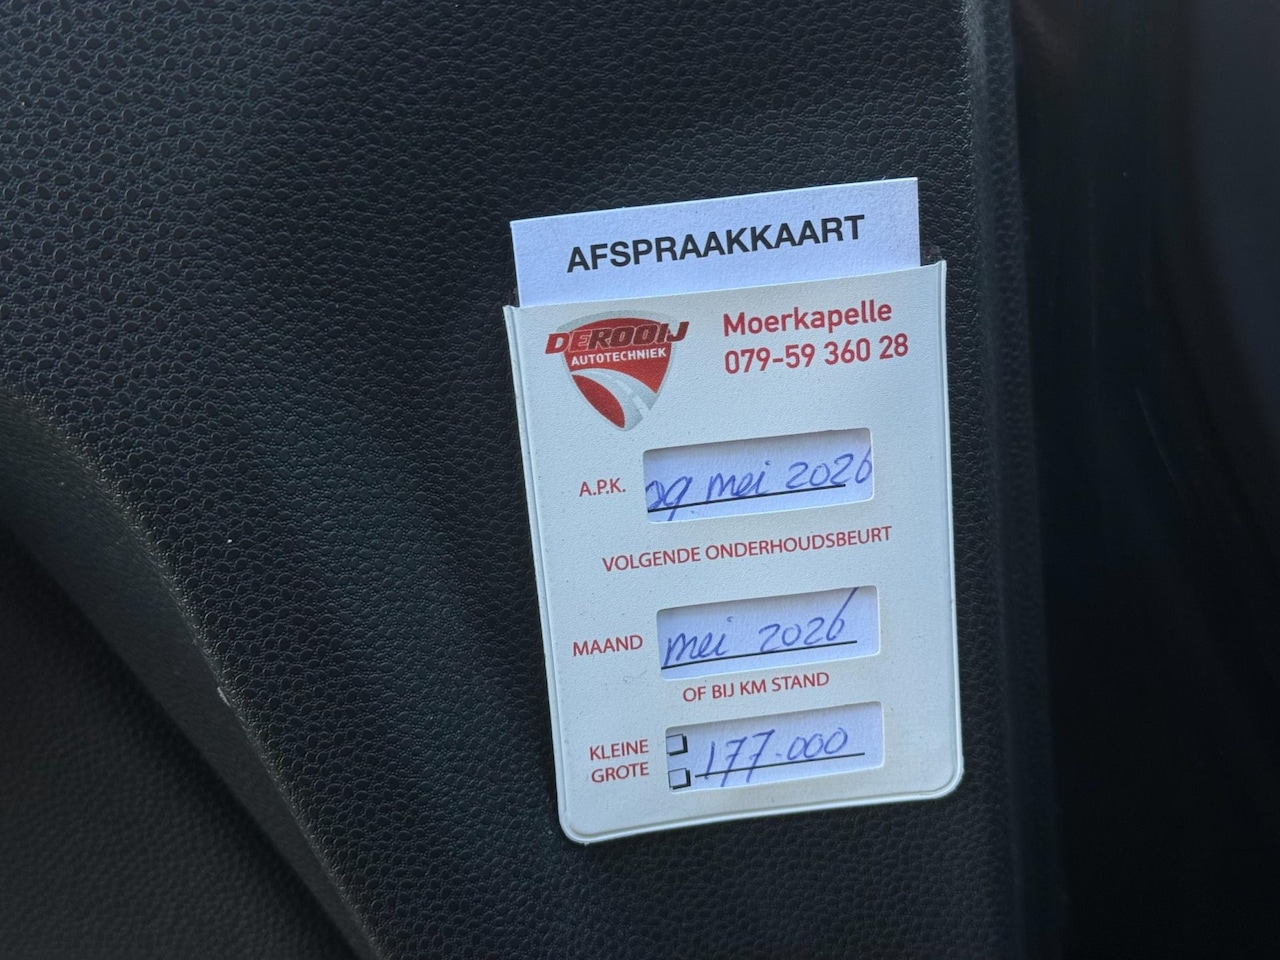 AFSPRAAKKAART
DEROOIJ
AUTOTECHNIEK
Moerkapelle
079-59 360 28
A.P.K. 29 mei 2026
VOLGENDE ONDERHOUDSBEURT
MAAND mei 2026
OF BIJ KM STAND
KLEINE
GROTE 177.000